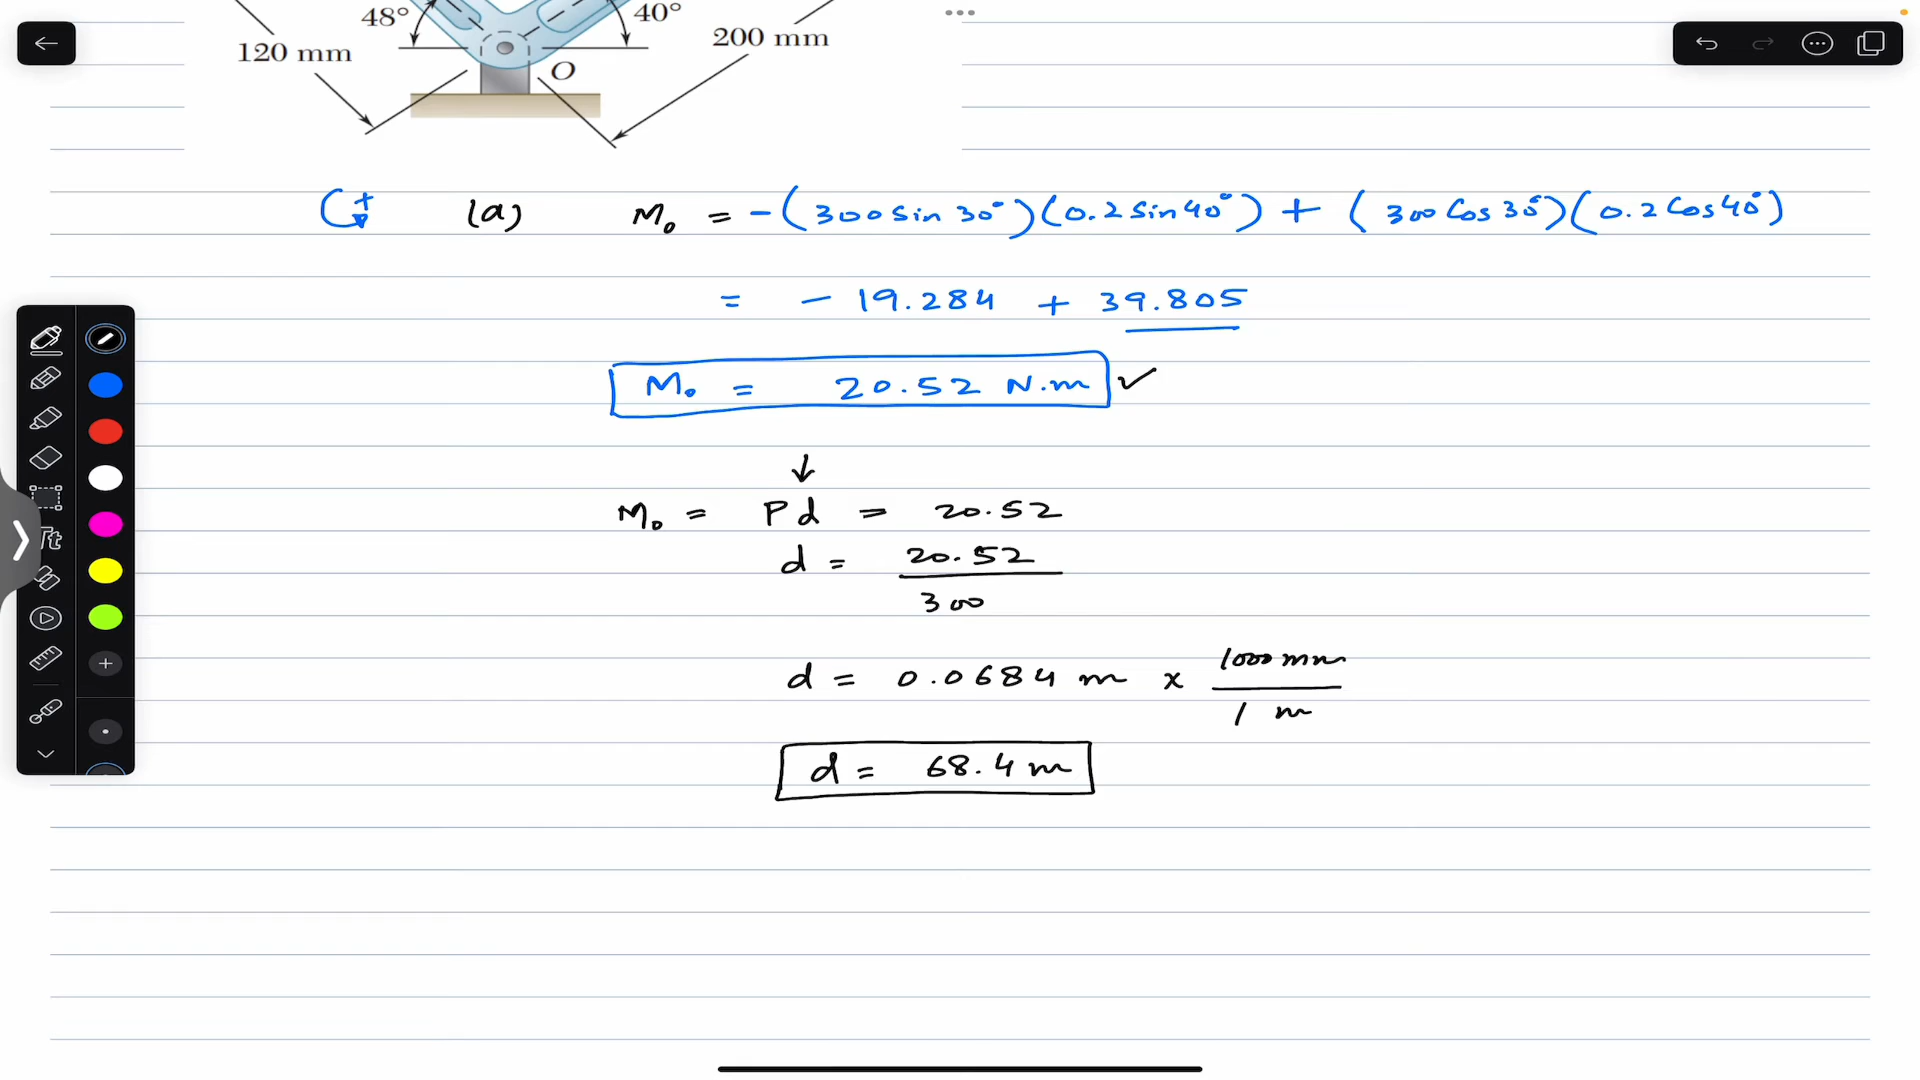 48°
40°
120 mm
200 mm
O
+ (a) M₀ = -(300 sin 30°)(0.2 sin 40°) + (300 Cos 30°)(0.2 Cos 40°)
= - 19.284 + 39.805
M₀ = 20.52 N.m ✓
↓
M₀ = Pd = 20.52
d = 20.52
300
d = 0.0684 m x 1000 mm
1 m
d = 68.4 m
Tt